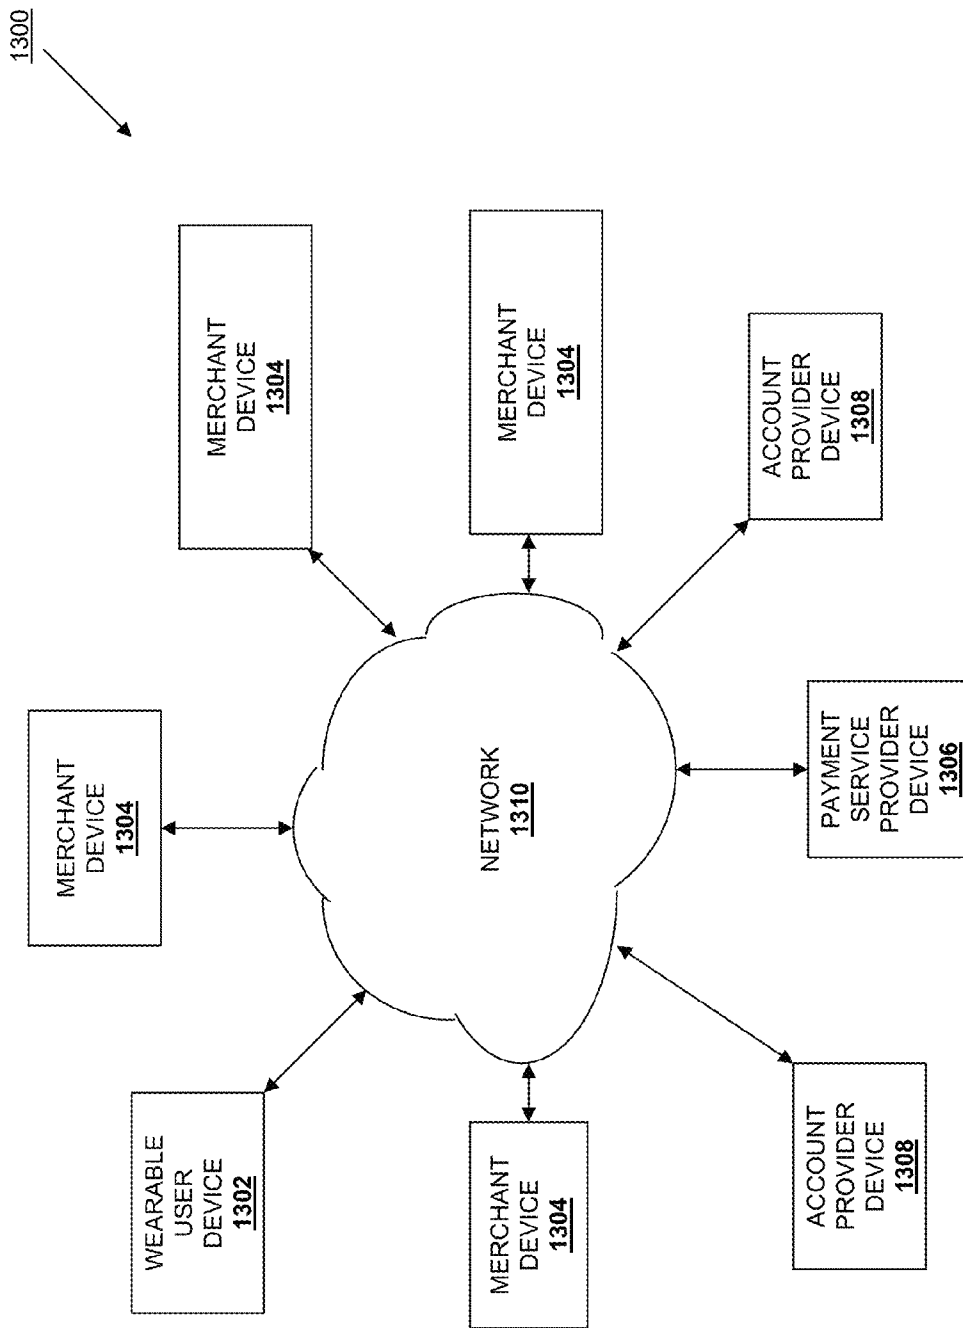 1300
WEARABLE
USER
DEVICE
1302
MERCHANT
DEVICE
1304
MERCHANT
DEVICE
1304
MERCHANT
DEVICE
1304
NETWORK
1310
MERCHANT
DEVICE
1304
ACCOUNT
PROVIDER
DEVICE
1308
PAYMENT
SERVICE
PROVIDER
DEVICE
1306
ACCOUNT
PROVIDER
DEVICE
1308